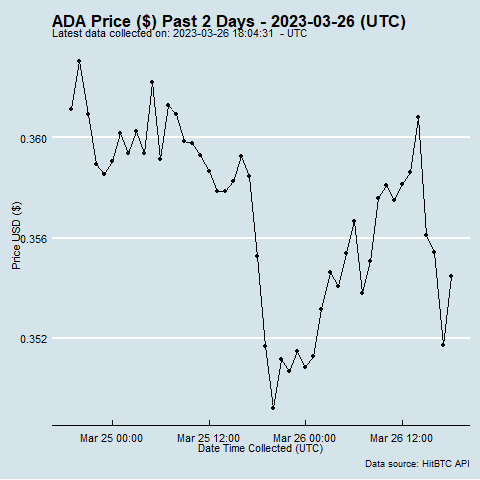 ADA Price ($) Past 2 Days - 2023-03-26 (UTC)
Latest data collected on: 2023-03-26 18:04:31  - UTC
0.360
0.356
0.352
Price USD ($)
Mar 25 00:00 Mar 25 12:00 Mar 26 00:00 Mar 26 12:00
Date Time Collected (UTC)
Data source: HitBTC API